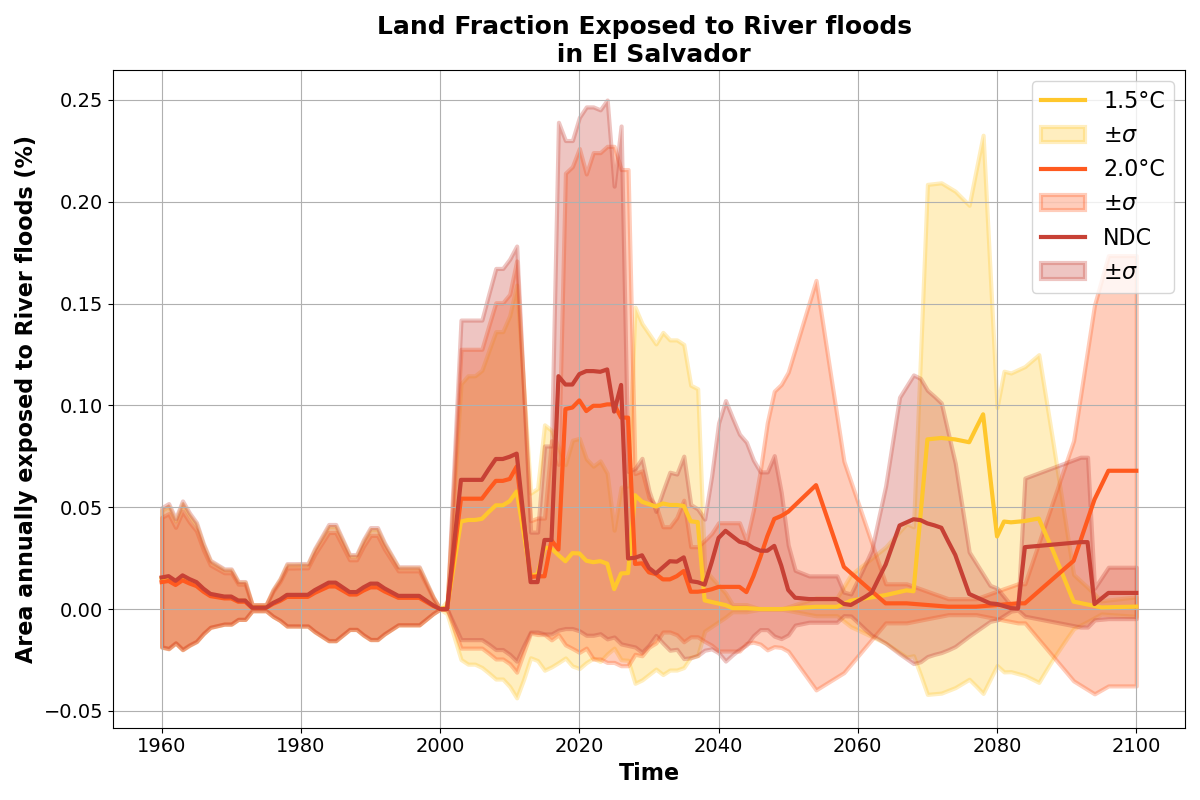 Land Fraction Exposed to River floods
in El Salvador
Area annually exposed to River floods (%)
0.25
0.20
0.15
0.10
0.05
0.00
−0.05
1.5°C
±σ
2.0°C
±σ
NDC
±σ
1960 1980 2000 2020 2040 2060 2080 2100
Time